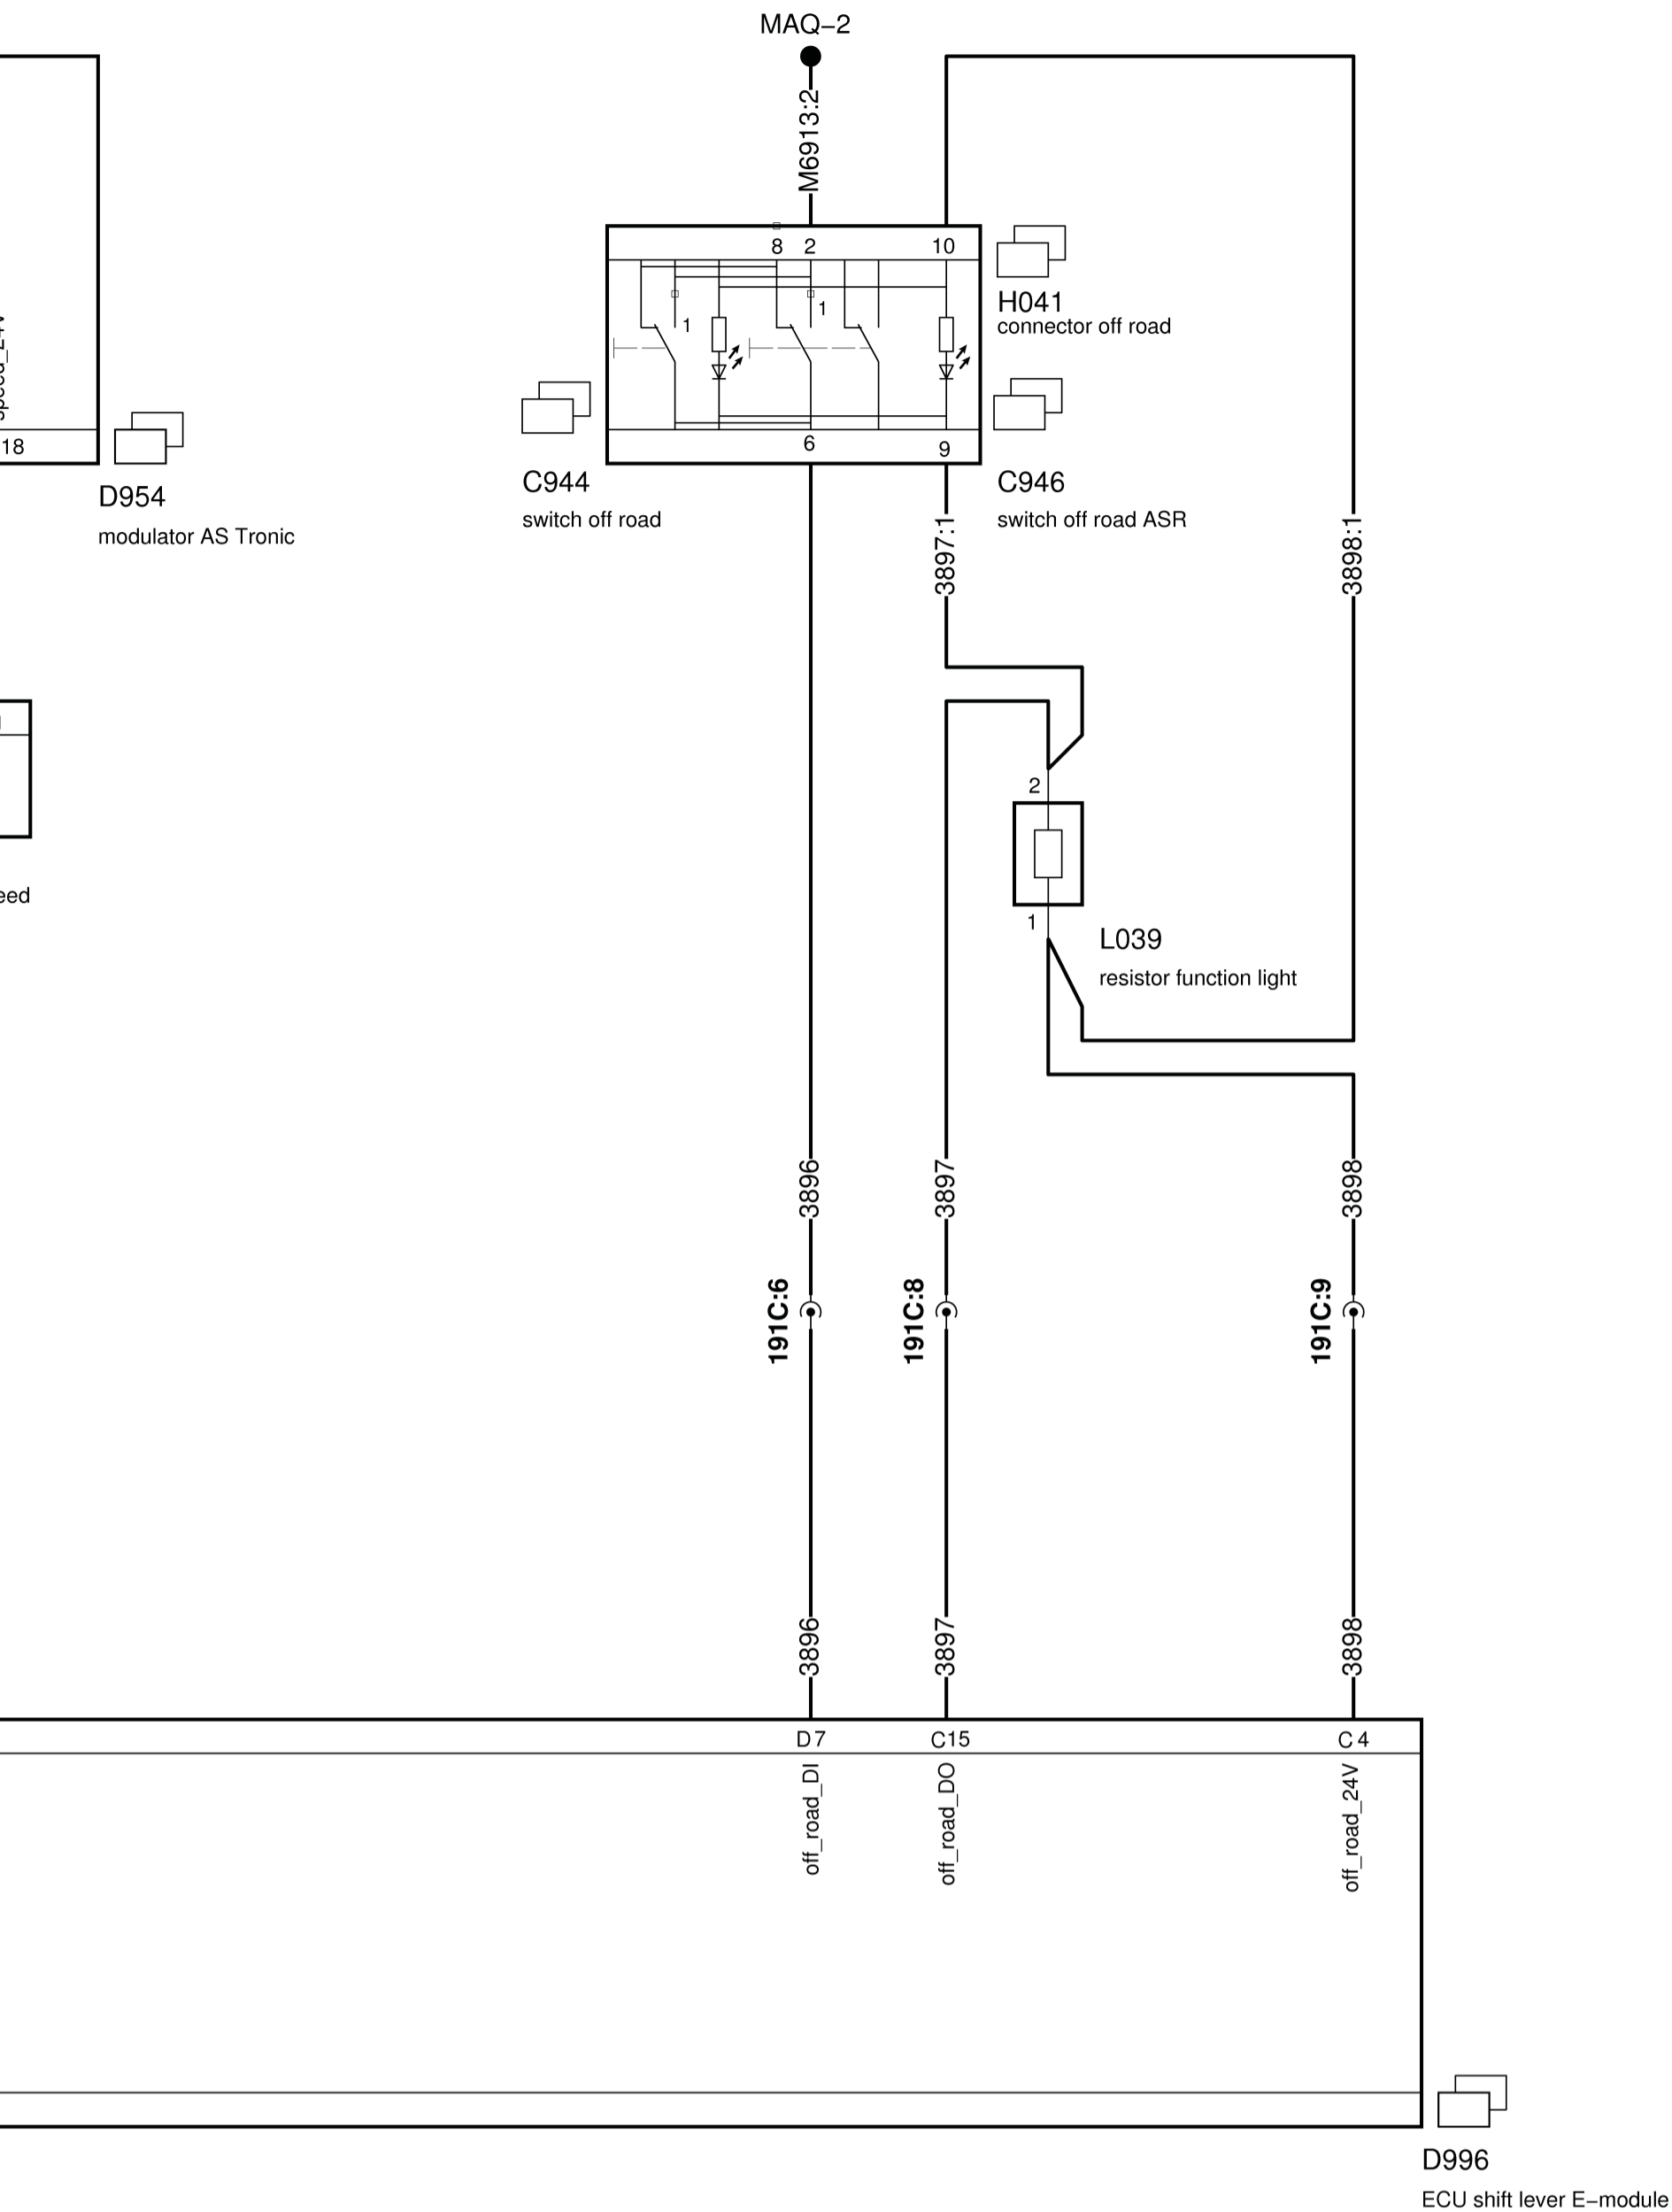 MAQ−2
M6913:2
8 2 10
1
1
H041
connector off road
6 9
18
D954
modulator AS Tronic
C944
switch off road
C946
switch off road ASR
3897:1
3898:1
2
eed
1
L039
resistor function light
3896
3897
3898
191C:6
191C:8
191C:9
3896
3897
3898
D7
C15
C4
off_road_DI
off_road_DO
off_road_24V
D996
ECU shift lever E−module